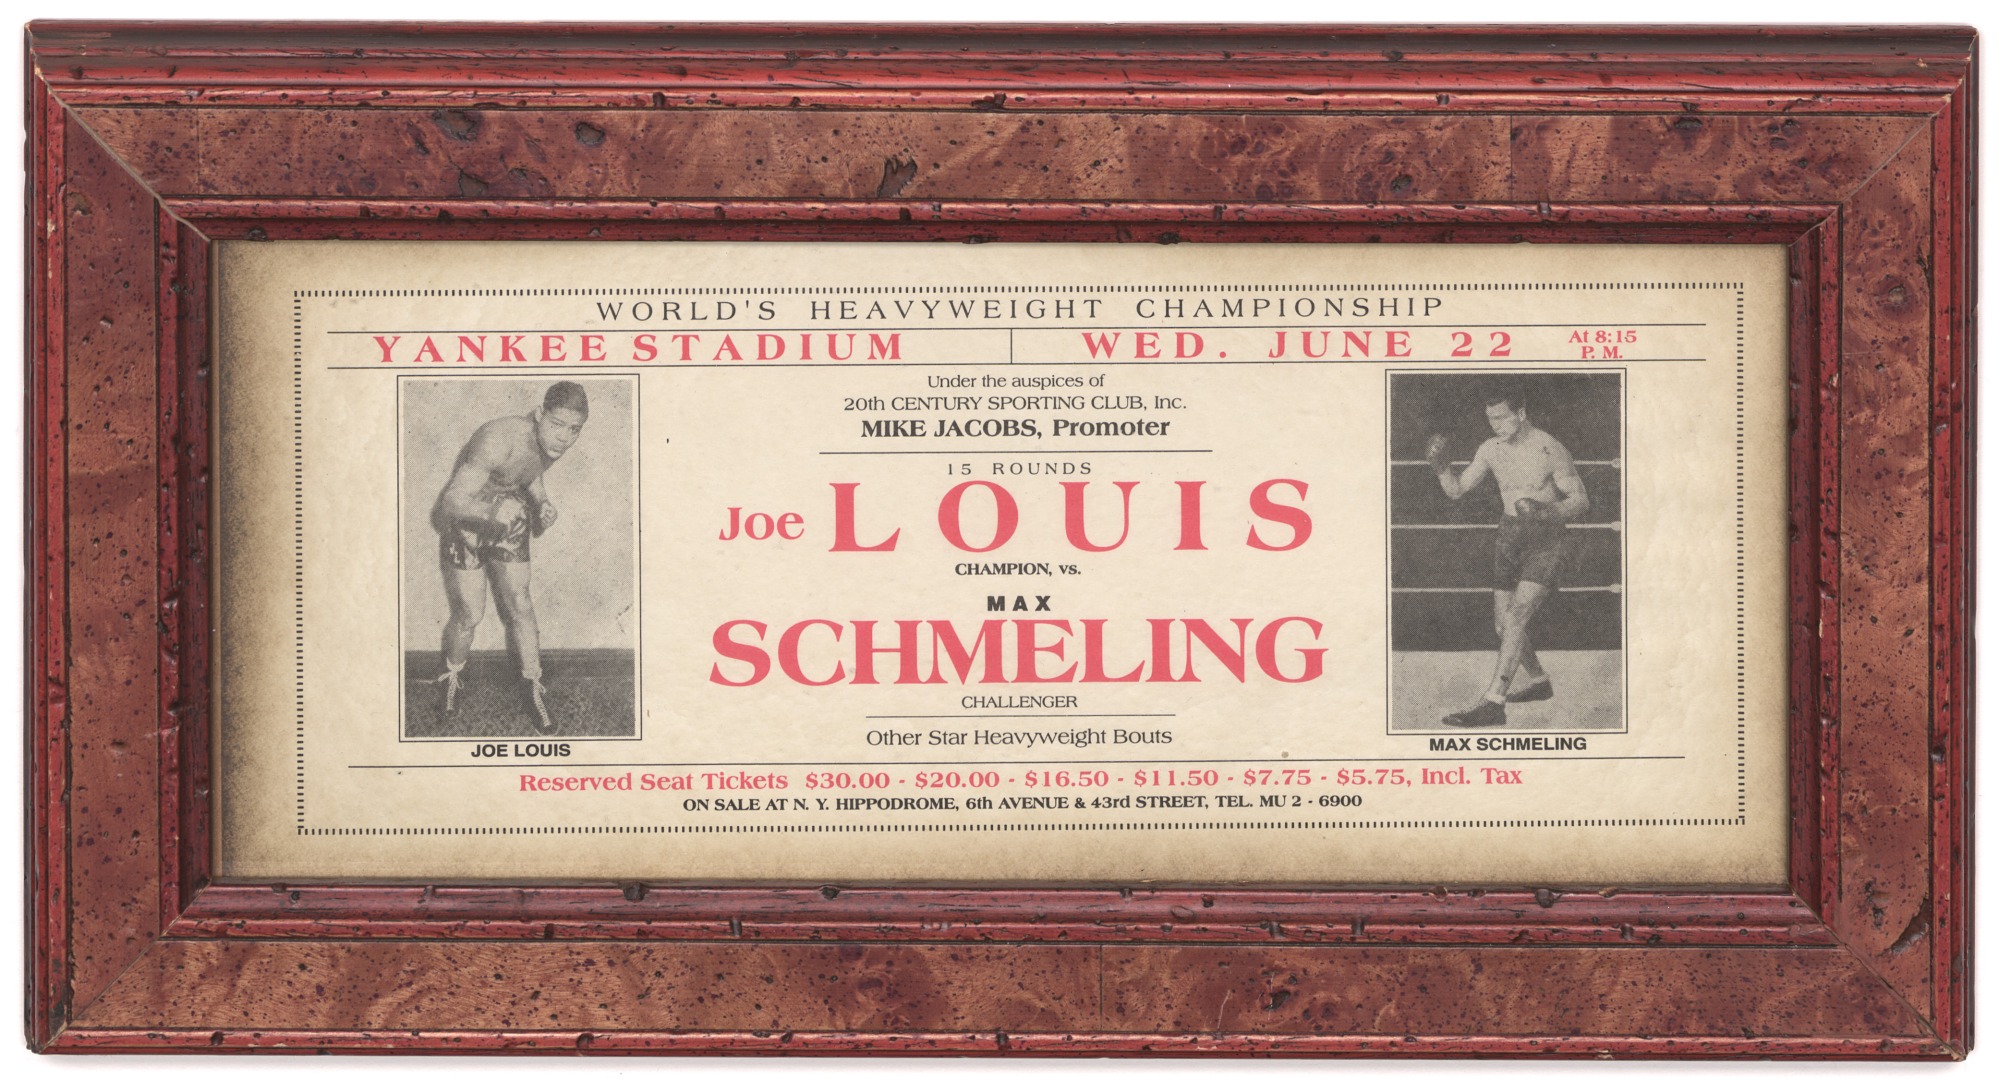 WORLD'S HEAVYWEIGHT CHAMPIONSHIP
YANKEE STADIUM WED. JUNE 22 At 8:15 P. M.
Under the auspices of
20th CENTURY SPORTING CLUB, Inc.
MIKE JACOBS, Promoter
15 ROUNDS
Joe LOUIS
CHAMPION, vs.
MAX
SCHMELING
CHALLENGER
Other Star Heavyweight Bouts
JOE LOUIS
MAX SCHMELING
Reserved Seat Tickets $30.00 - $20.00 - $16.50 - $11.50 - $7.75 - $5.75, Incl. Tax
ON SALE AT N. Y. HIPPODROME, 6th AVENUE & 43rd STREET, TEL. MU 2 - 6900